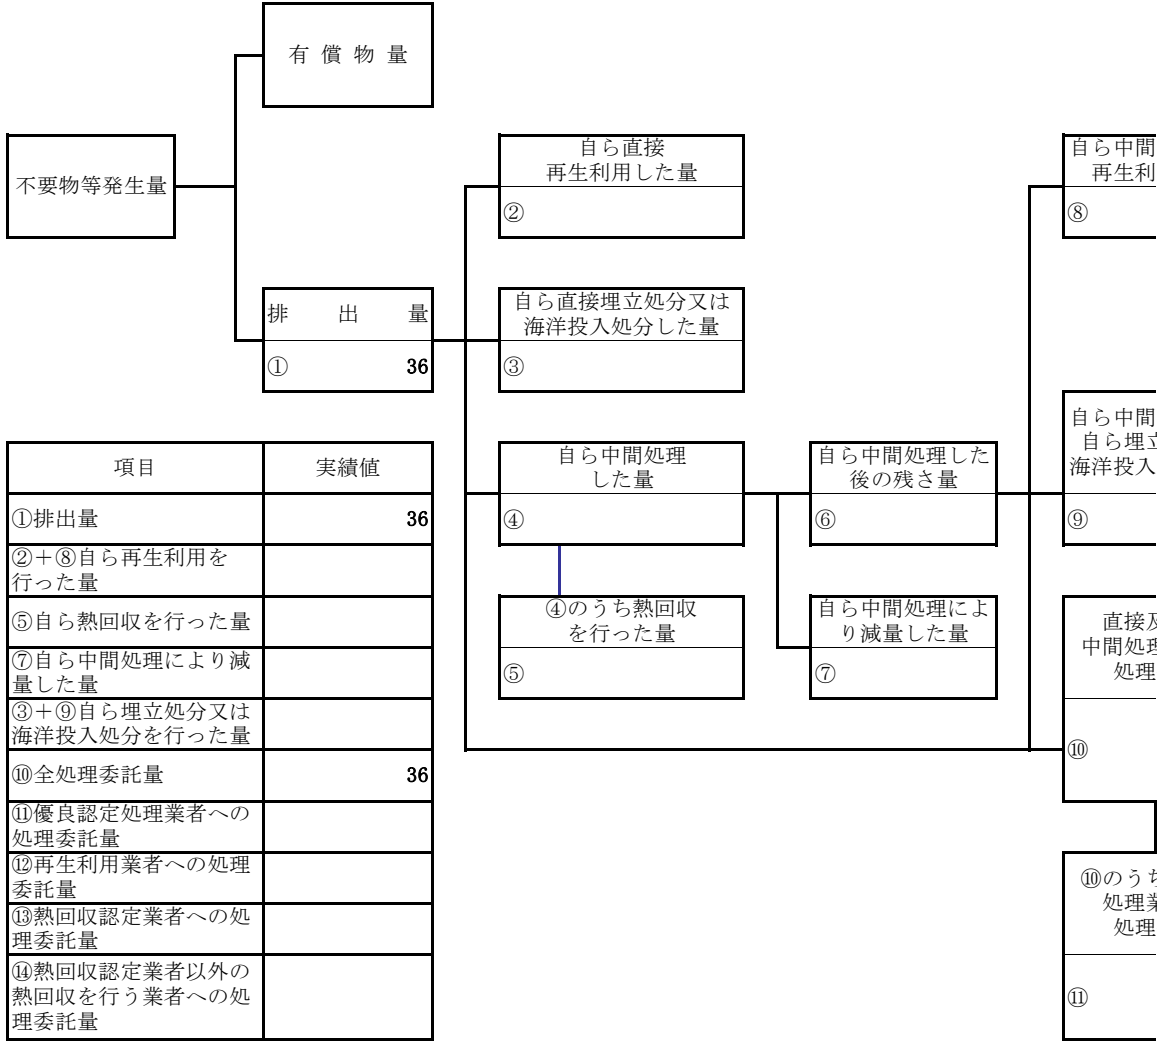 有償物量
不要物等発生量
自ら直接
再生利用した量
②
自ら中間
再生利
⑧
排出量
① 36
自ら直接埋立処分又は
海洋投入処分した量
③
自ら中間処理
した量
④
自ら中間処理した
後の残さ量
⑥
自ら中間
自ら埋立
海洋投入
⑨
④のうち熱回収
を行った量
⑤
自ら中間処理によ
り減量した量
⑦
直接及
中間処理
処理
⑩
⑩のうち
処理業
処理
⑪
項目 実績値
①排出量 36
②＋⑧自ら再生利用を
行った量
⑤自ら熱回収を行った量
⑦自ら中間処理により減
量した量
③＋⑨自ら埋立処分又は
海洋投入処分を行った量
⑩全処理委託量 36
⑪優良認定処理業者への
処理委託量
⑫再生利用業者への処理
委託量
⑬熱回収認定業者への処
理委託量
⑭熱回収認定業者以外の
熱回収を行う業者への処
理委託量